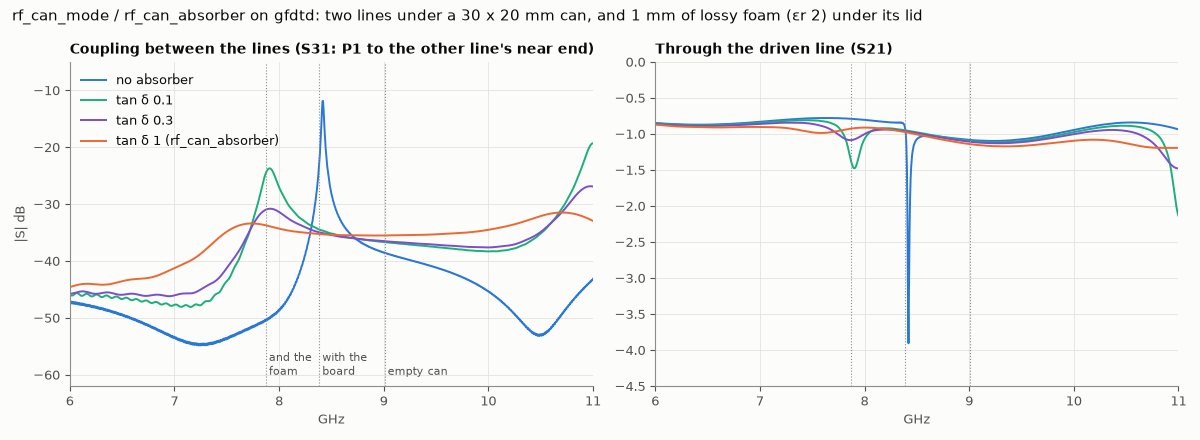 rf_can_mode / rf_can_absorber on gfdtd: two lines under a 30 x 20 mm can, and 1 mm of lossy foam (εr 2) under its lid
Coupling between the lines (S31: P1 to the other line's near end)
no absorber
tan δ 0.1
tan δ 0.3
tan δ 1 (rf_can_absorber)
−10
−20
−30
−40
−50
−60
|S| dB
and the
foam
with the
board
empty can
6
7
8
9
10
11
GHz
Through the driven line (S21)
0.0
−0.5
−1.0
−1.5
−2.0
−2.5
−3.0
−3.5
−4.0
−4.5
6
7
8
9
10
11
GHz